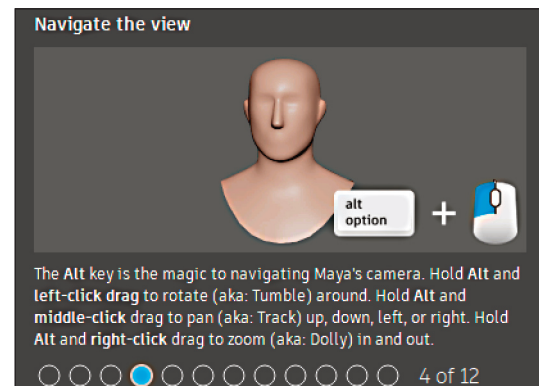 Navigate the view
alt
option
The Alt key is the magic to navigating Maya's camera. Hold Alt and
left-click drag to rotate (aka: Tumble) around. Hold Alt and
middle-click drag to pan (aka: Track) up, down, left, or right. Hold
Alt and right-click drag to zoom (aka: Dolly) in and out.
4 of 12